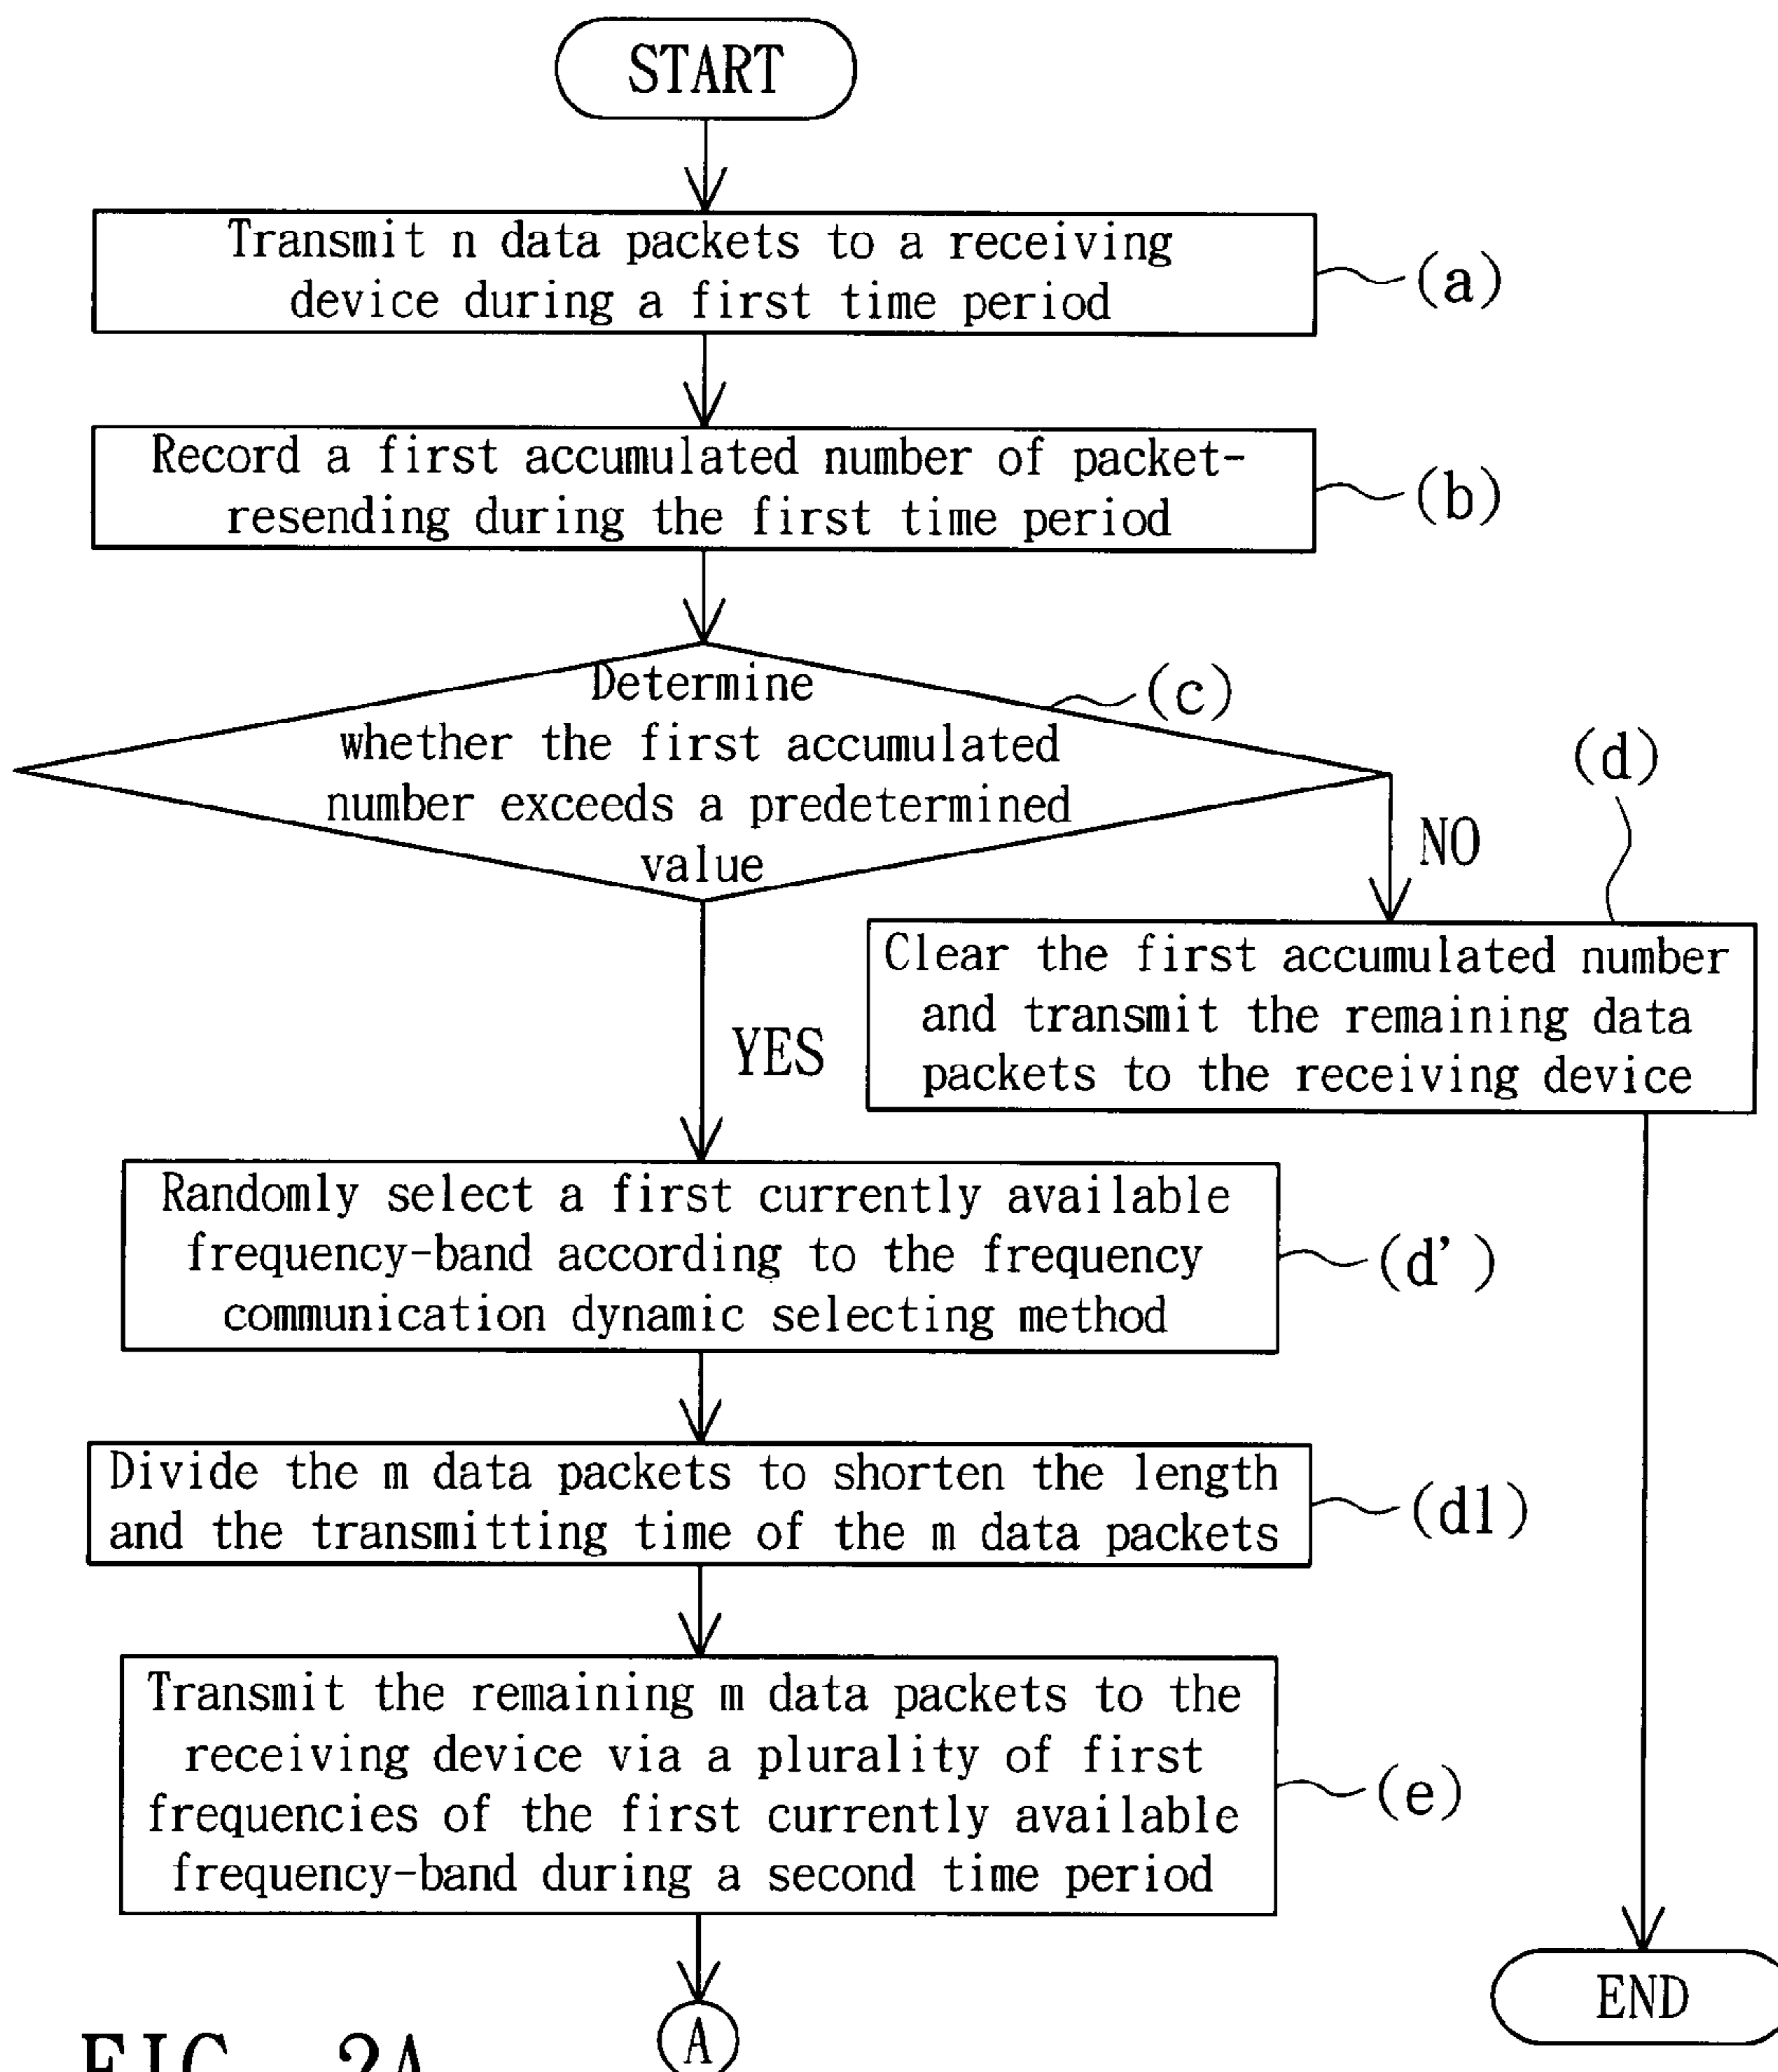 START
Transmit n data packets to a receiving
device during a first time period
(a)
Record a first accumulated number of packet-
resending during the first time period
(b)
Determine
whether the first accumulated
number exceeds a predetermined
value
(c)
(d)
NO
Clear the first accumulated number
and transmit the remaining data
packets to the receiving device
YES
Randomly select a first currently available
frequency-band according to the frequency
communication dynamic selecting method
(d')
Divide the m data packets to shorten the length
and the transmitting time of the m data packets
(d1)
Transmit the remaining m data packets to the
receiving device via a plurality of first
frequencies of the first currently available
frequency-band during a second time period
(e)
END
A
FIG. 2A